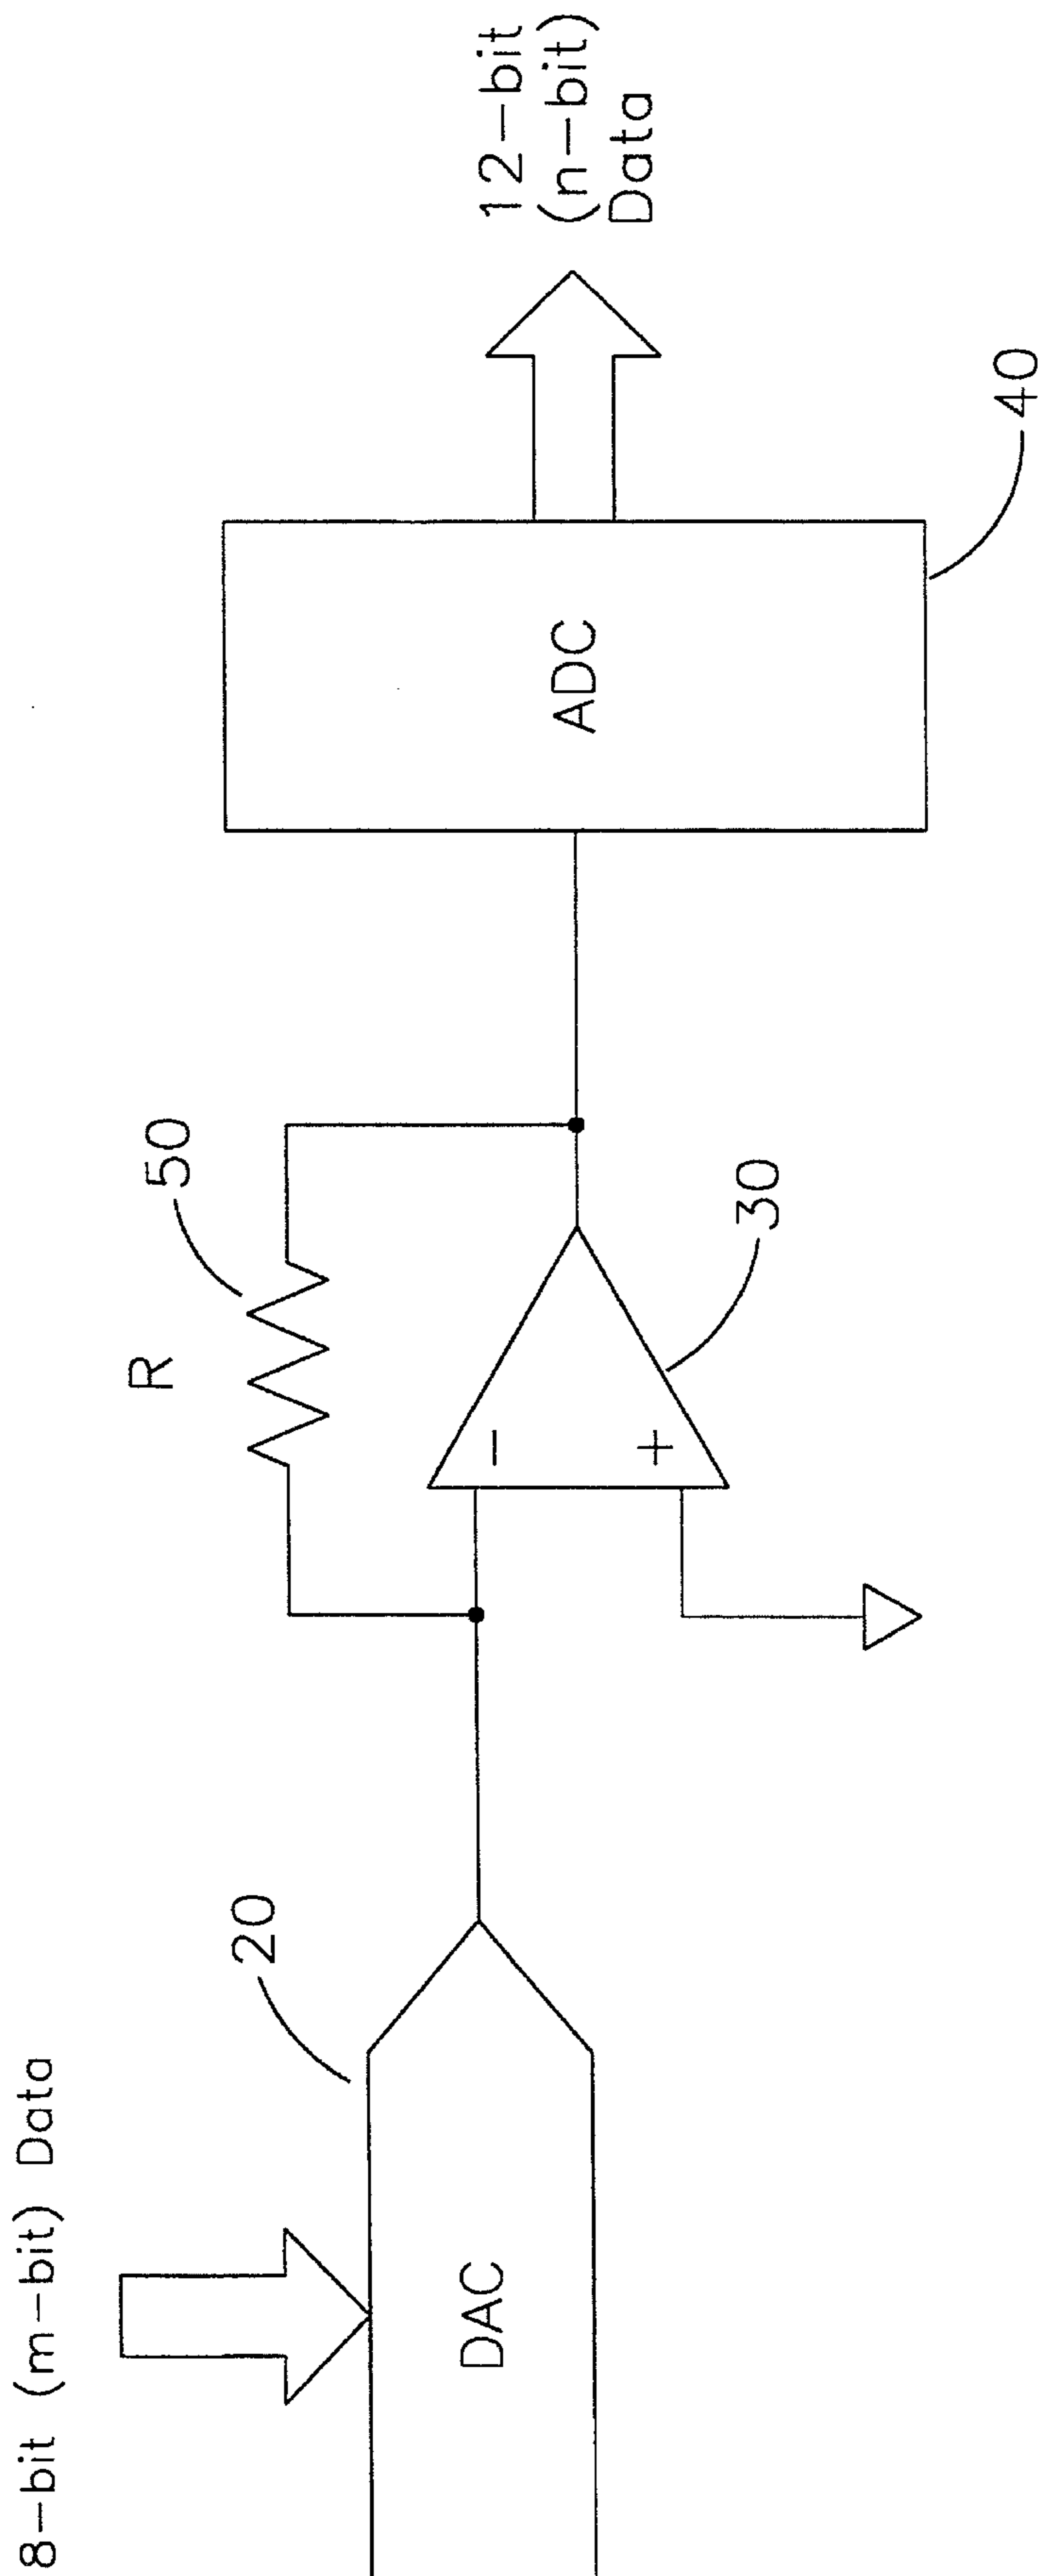 8-bit (m-bit) Data
20
DAC
R
50
-
+
30
ADC
40
12-bit
(n-bit)
Data